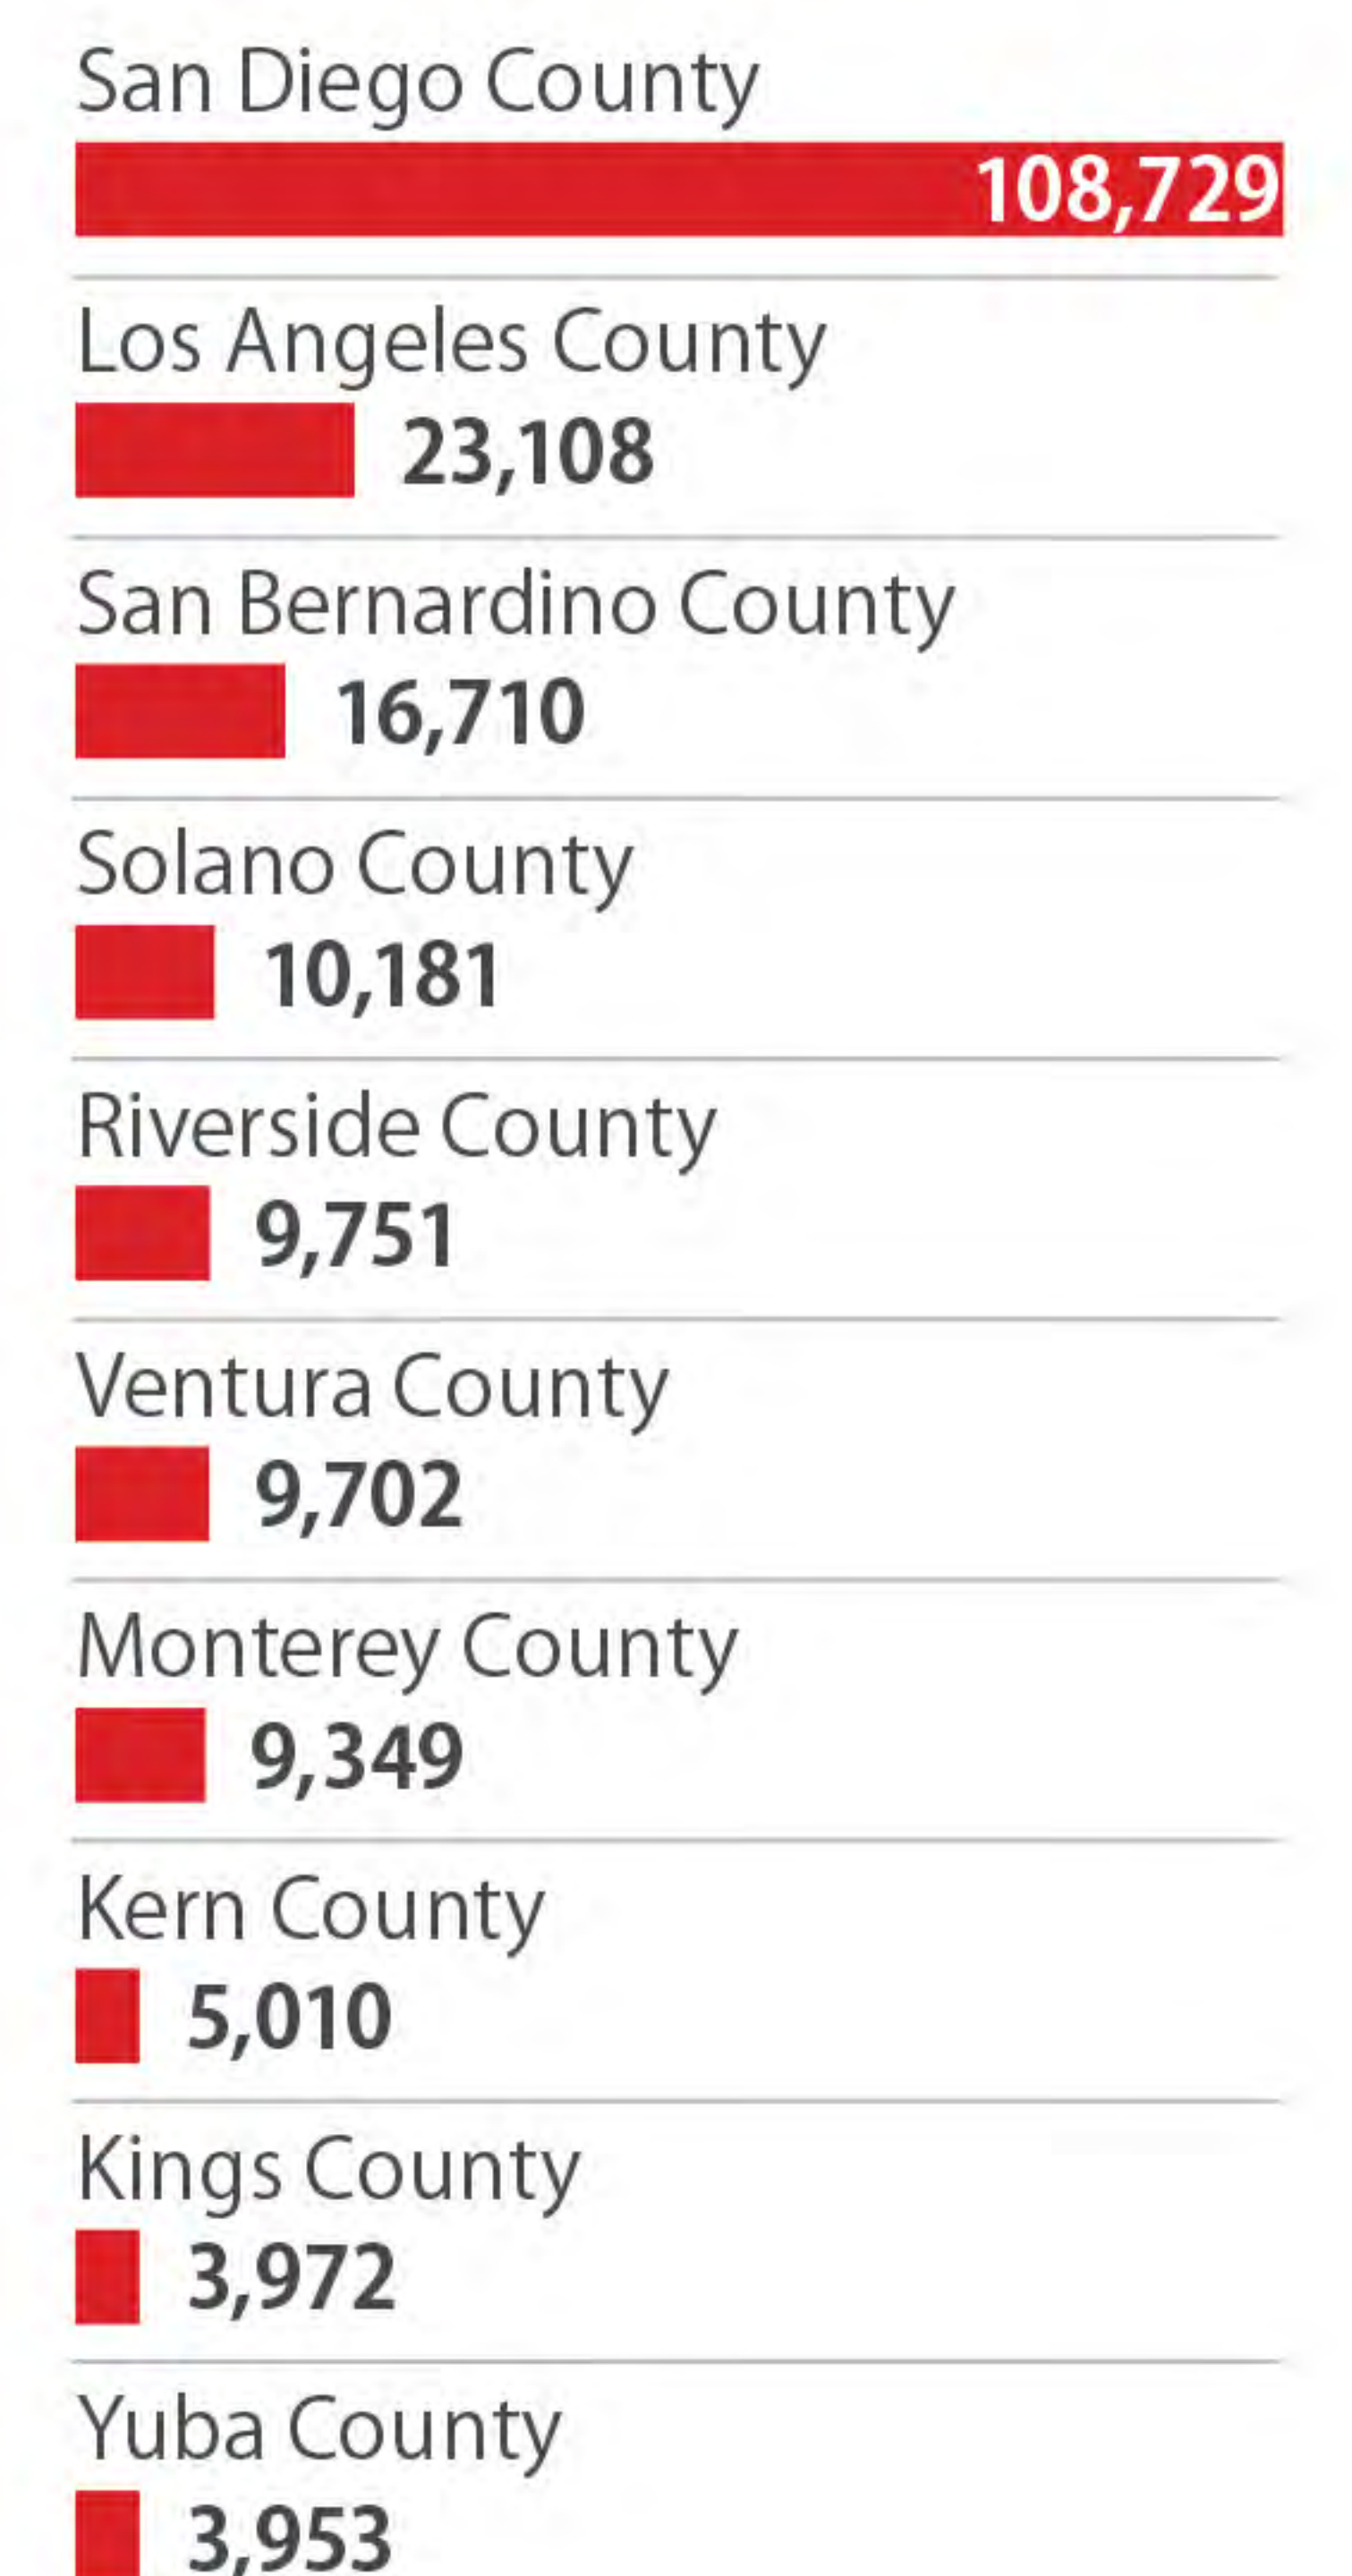 San Diego County
108,729
Los Angeles County
23,108
San Bernardino County
16,710
Solano County
10,181
Riverside County
9,751
Ventura County
9,702
Monterey County
9,349
Kern County
5,010
Kings County
3,972
Yuba County
3,953